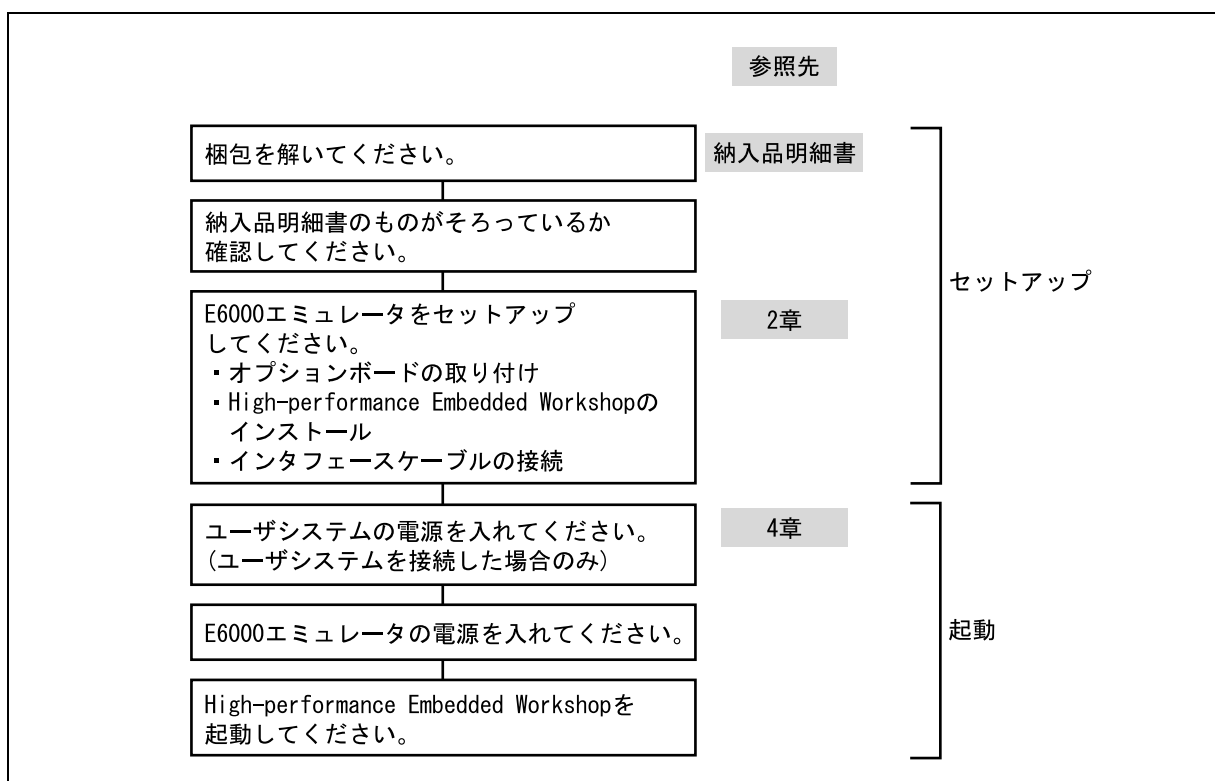 参照先
梱包を解いてください。
納入品明細書
納入品明細書のものがそろっているか
確認してください。
E6000エミュレータをセットアップ
してください。
・オプションボードの取り付け
・High-performance Embedded Workshopの
インストール
・インタフェースケーブルの接続
2章
セットアップ
ユーザシステムの電源を入れてください。
(ユーザシステムを接続した場合のみ)
4章
E6000エミュレータの電源を入れてください。
High-performance Embedded Workshopを
起動してください。
起動